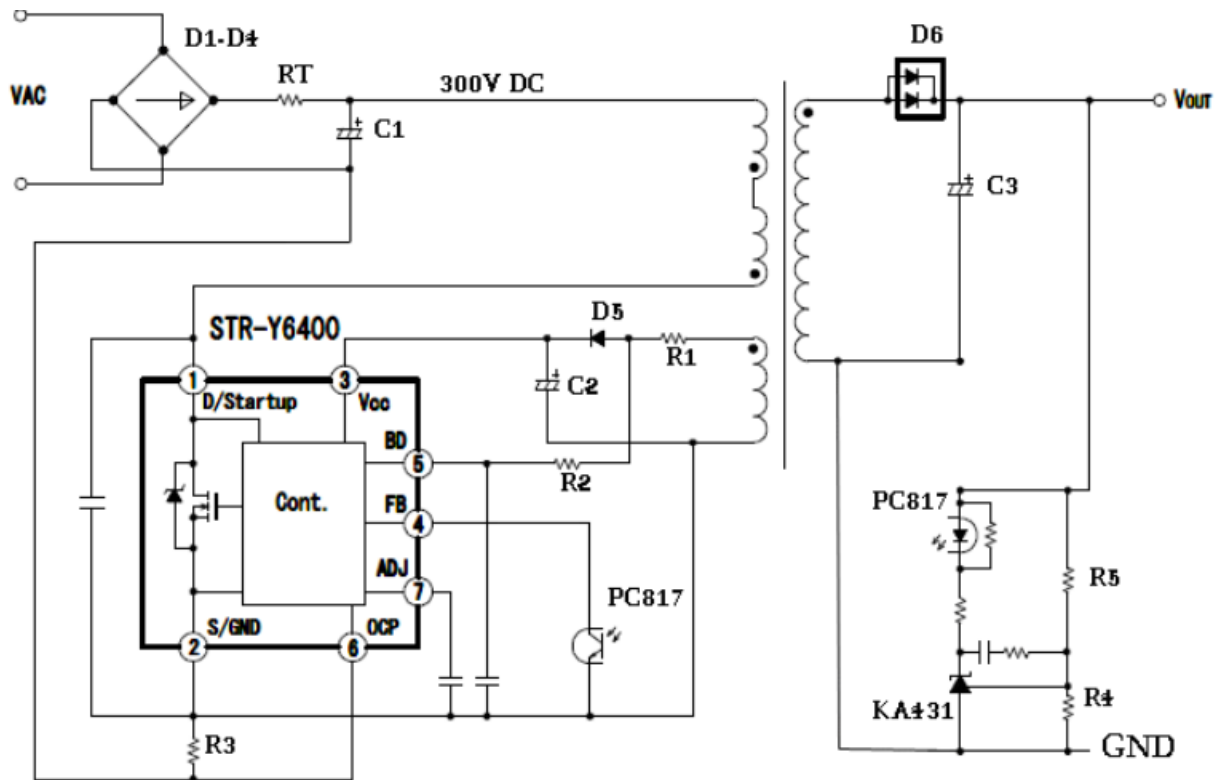 D1-D4
D6
RT
VAC
300V DC
VOUT
C1
C3
STR-Y6400
D5
R1
1
3
D/Startup
Vcc
C2
BD
5
R2
FB
Cont.
4
PC817
ADJ
7
PC817
R5
S/GND
OCP
2
6
KA431
R4
R3
GND